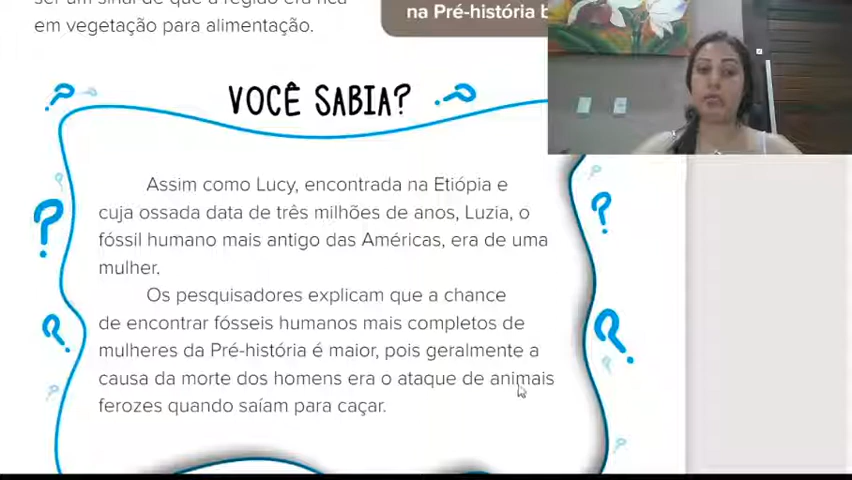 em vegetação para alimentação.
na Pré-história
VOCÊ SABIA?
Assim como Lucy, encontrada na Etiópia e
cuja ossada data de três milhões de anos, Luzia, o
fóssil humano mais antigo das Américas, era de uma
mulher.
Os pesquisadores explicam que a chance
de encontrar fósseis humanos mais completos de
mulheres da Pré-história é maior, pois geralmente a
causa da morte dos homens era o ataque de animais
ferozes quando saíam para caçar.